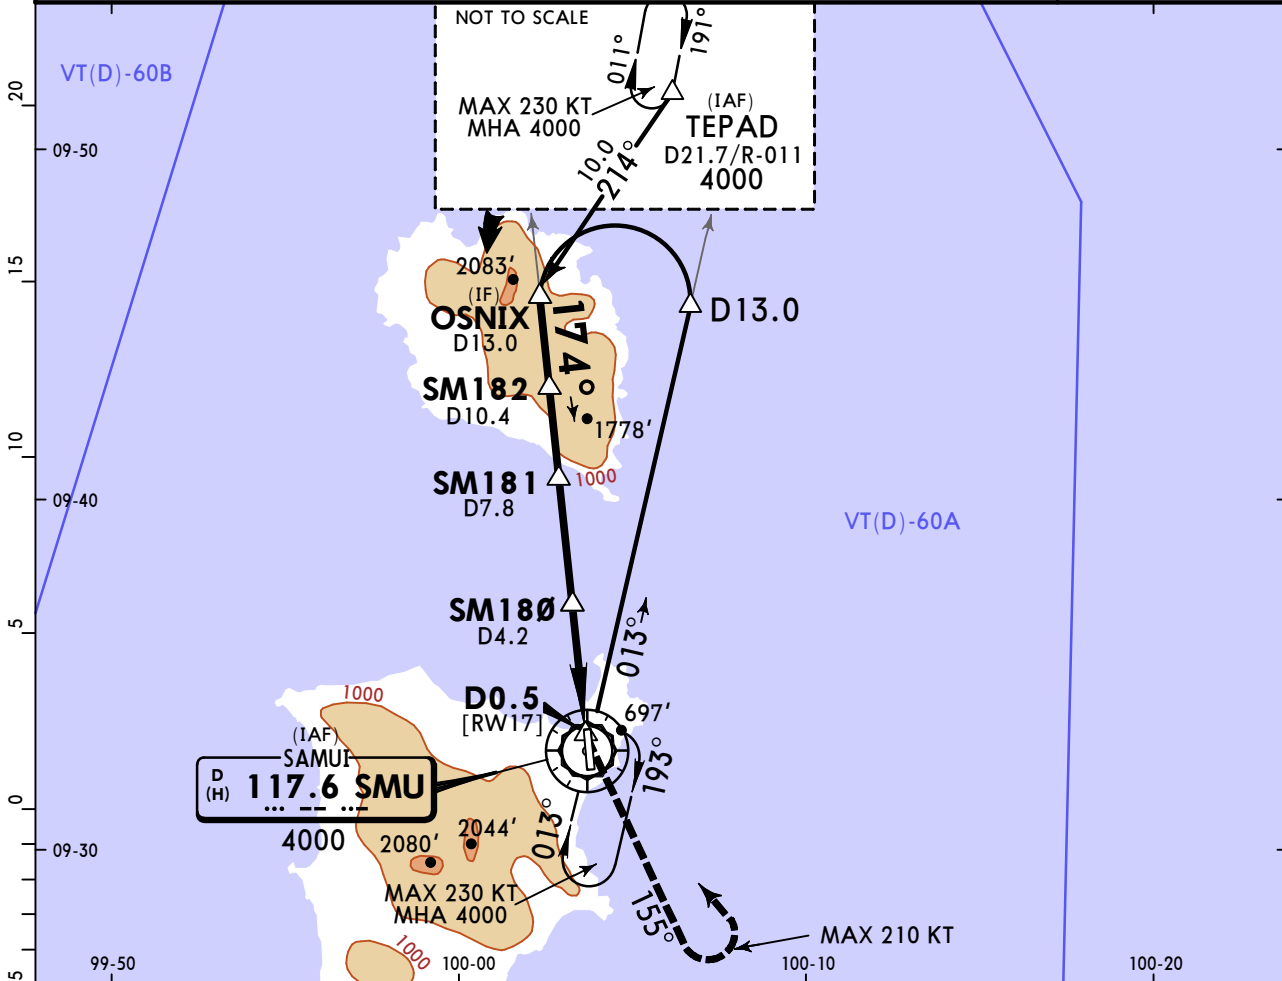 NOT TO SCALE
VT(D)-60B
011°
191°
MAX 230 KT
MHA 4000
(IAF)
TEPAD
D21.7/R-011
4000
10.0
214°
20
09-50
15
2083'
(IF)
OSNIX
D13.0
174°
D13.0
SM182
D10.4
1778'
10
SM181
D7.8
1000
09-40
VT(D)-60A
SM18Ø
D4.2
5
013°
1000
D0.5
[RW17]
697'
(IAF)
SAMUI
D
(H)
117.6 SMU
4000
193°
0
013°
2044'
2080'
09-30
MAX 230 KT
MHA 4000
155°
MAX 210 KT
1000
5
99-50
100-00
100-10
100-20